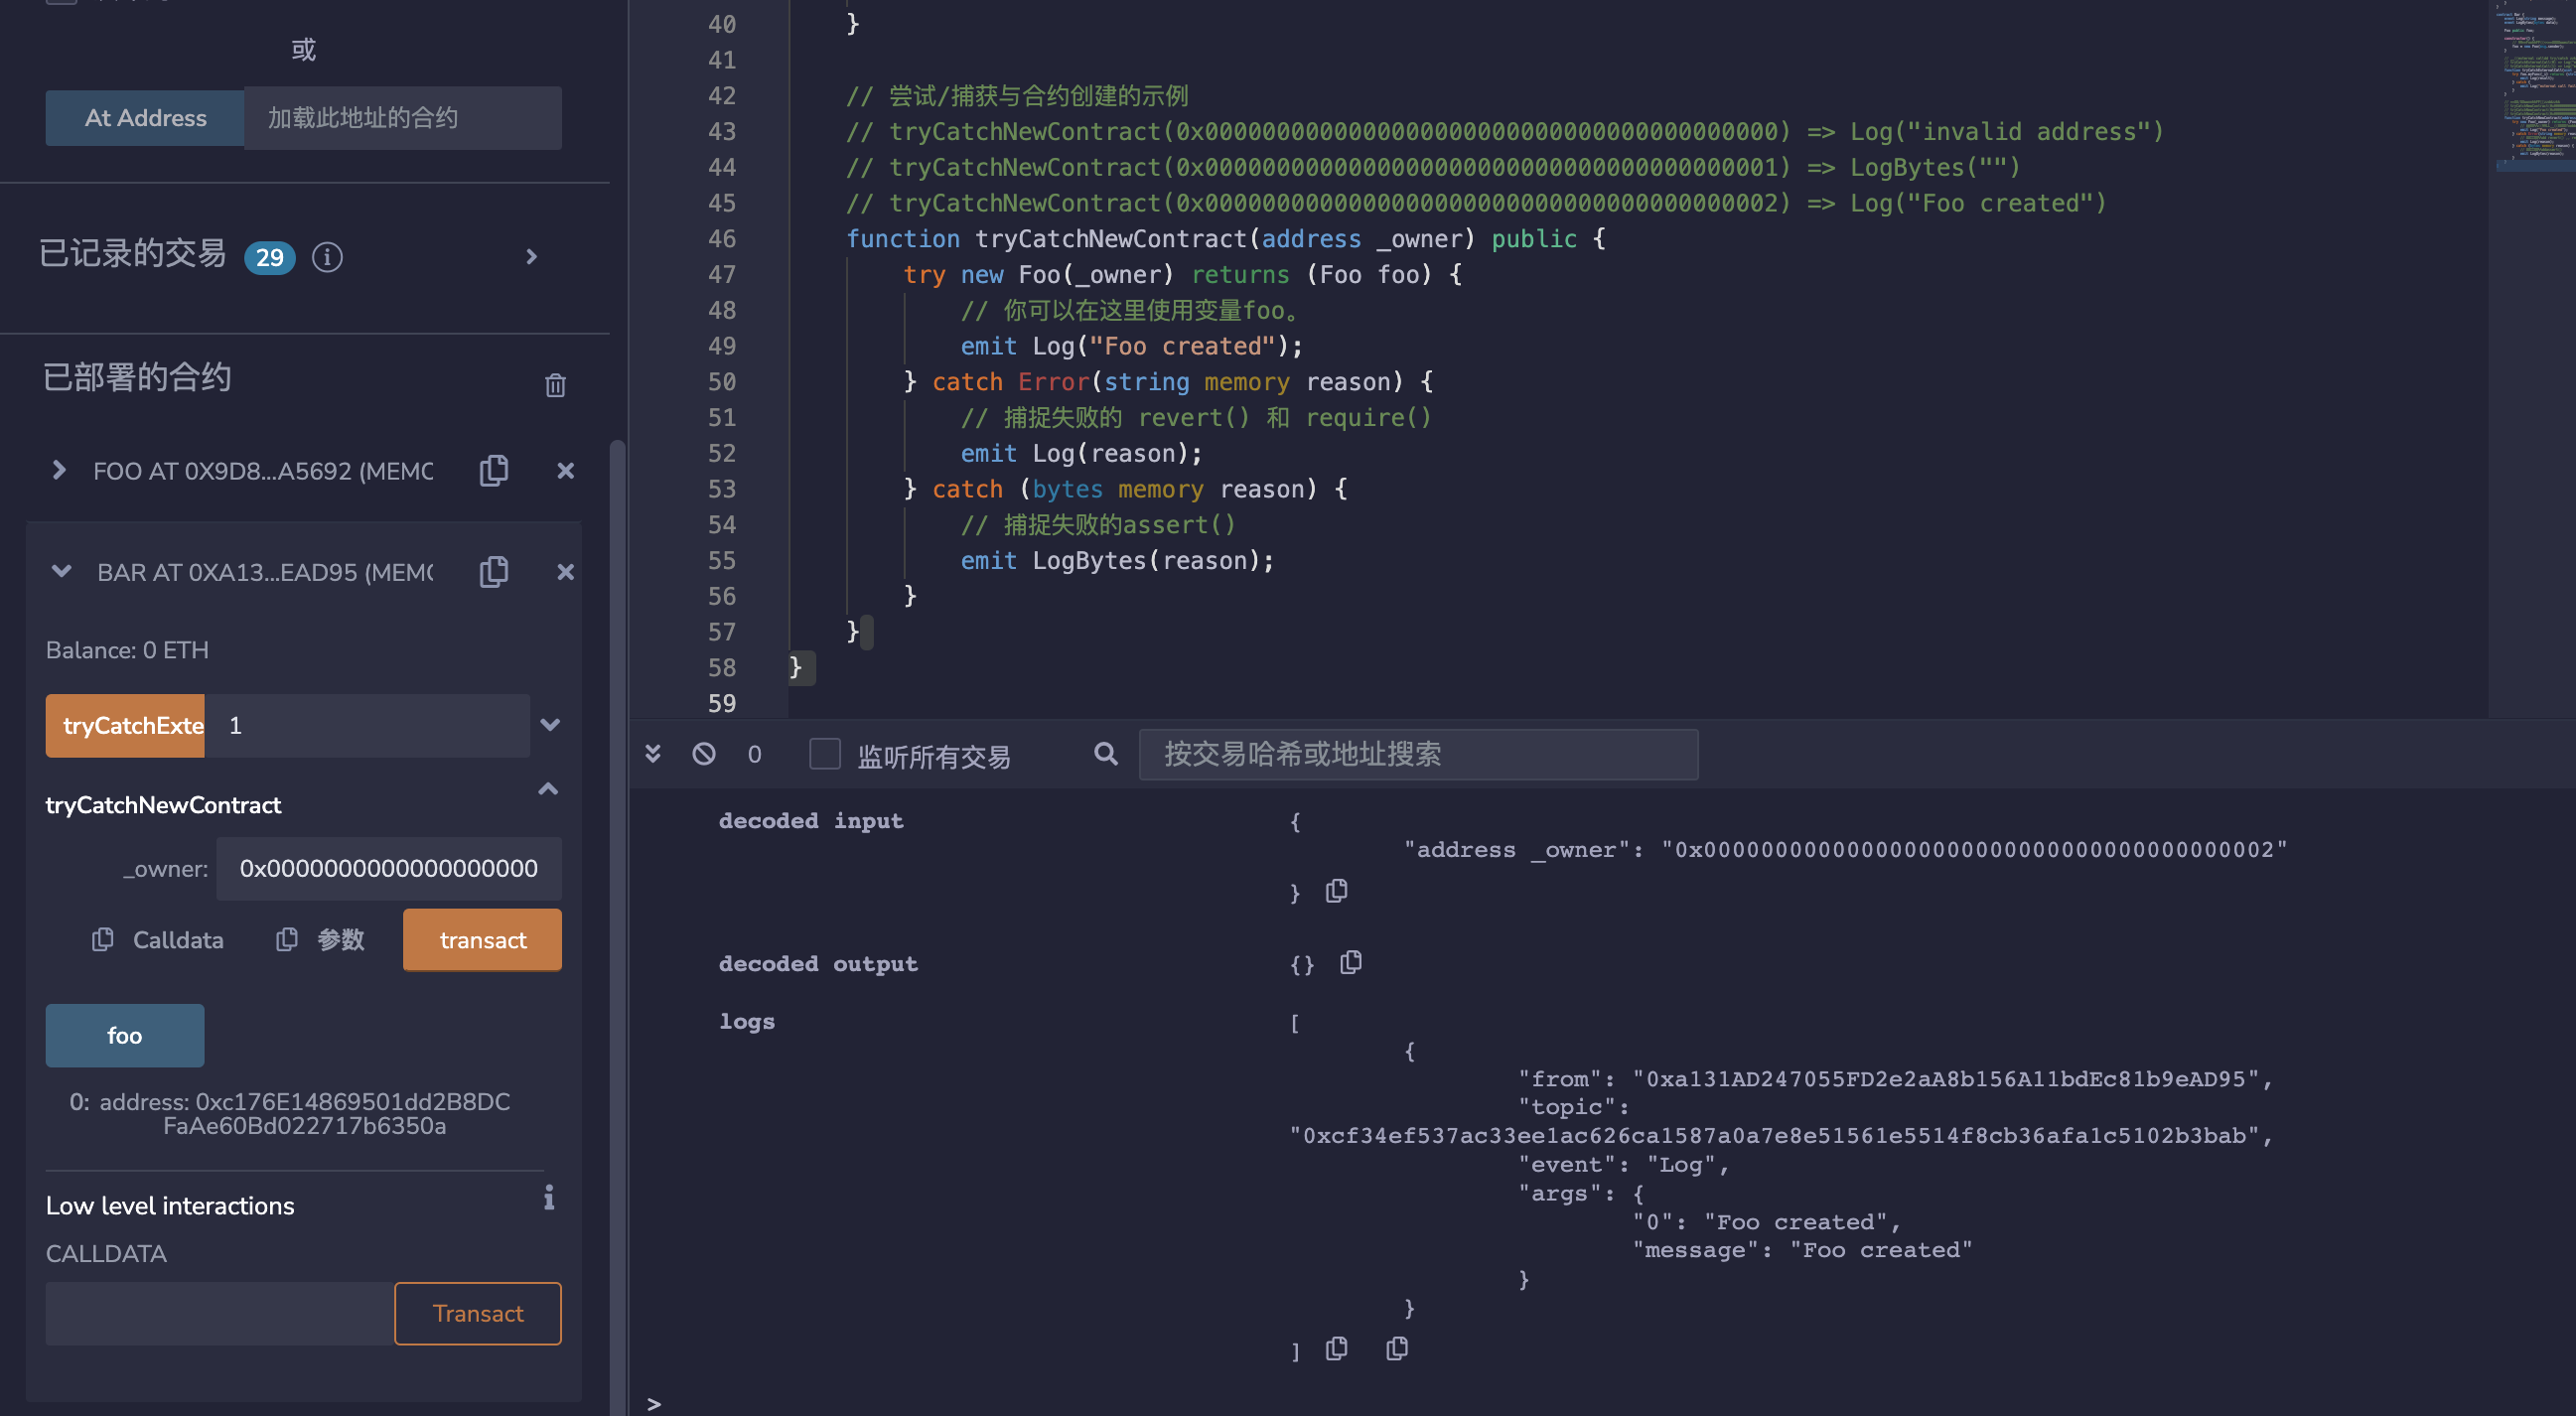 或
At Address
加载此地址的合约
已记录的交易 29
已部署的合约
FOO AT 0X9D8...A5692 (MEMC
BAR AT 0XA13...EAD95 (MEMC
Balance: 0 ETH
tryCatchExte
1
tryCatchNewContract
_owner:
0x0000000000000000000
Calldata
参数
transact
foo
0: address: 0xc176E14869501dd2B8DC
FaAe60Bd022717b6350a
Low level interactions
CALLDATA
Transact
40 }
41
42 // 尝试/捕获与合约创建的示例
43 // tryCatchNewContract(0x0000000000000000000000000000000000000000) => Log("invalid address")
44 // tryCatchNewContract(0x0000000000000000000000000000000000000001) => LogBytes("")
45 // tryCatchNewContract(0x0000000000000000000000000000000000000002) => Log("Foo created")
46 function tryCatchNewContract(address _owner) public {
47 try new Foo(_owner) returns (Foo foo) {
48 // 你可以在这里使用变量foo。
49 emit Log("Foo created");
50 } catch Error(string memory reason) {
51 // 捕捉失败的 revert() 和 require()
52 emit Log(reason);
53 } catch (bytes memory reason) {
54 // 捕捉失败的assert()
55 emit LogBytes(reason);
56 }
57 }
58 }
59
0
监听所有交易
按交易哈希或地址搜索
decoded input {
"address _owner": "0x0000000000000000000000000000000000000002"
}
decoded output {}
logs [
{
"from": "0xa131AD247055FD2e2aA8b156A11bdEc81b9eAD95",
"topic":
"0xcf34ef537ac33ee1ac626ca1587a0a7e8e51561e5514f8cb36afa1c5102b3bab",
"event": "Log",
"args": {
"0": "Foo created",
"message": "Foo created"
}
}
]
>